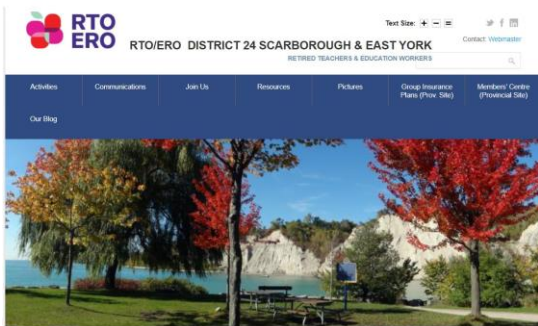 RTO
ERO
Text Size: + − =
Contact: Webmaster
RTO/ERO DISTRICT 24 SCARBOROUGH & EAST YORK
RETIRED TEACHERS & EDUCATION WORKERS
Activities
Communications
Join Us
Resources
Pictures
Group Insurance
Plans (Prov. Site)
Members' Centre
(Provincial Site)
Our Blog